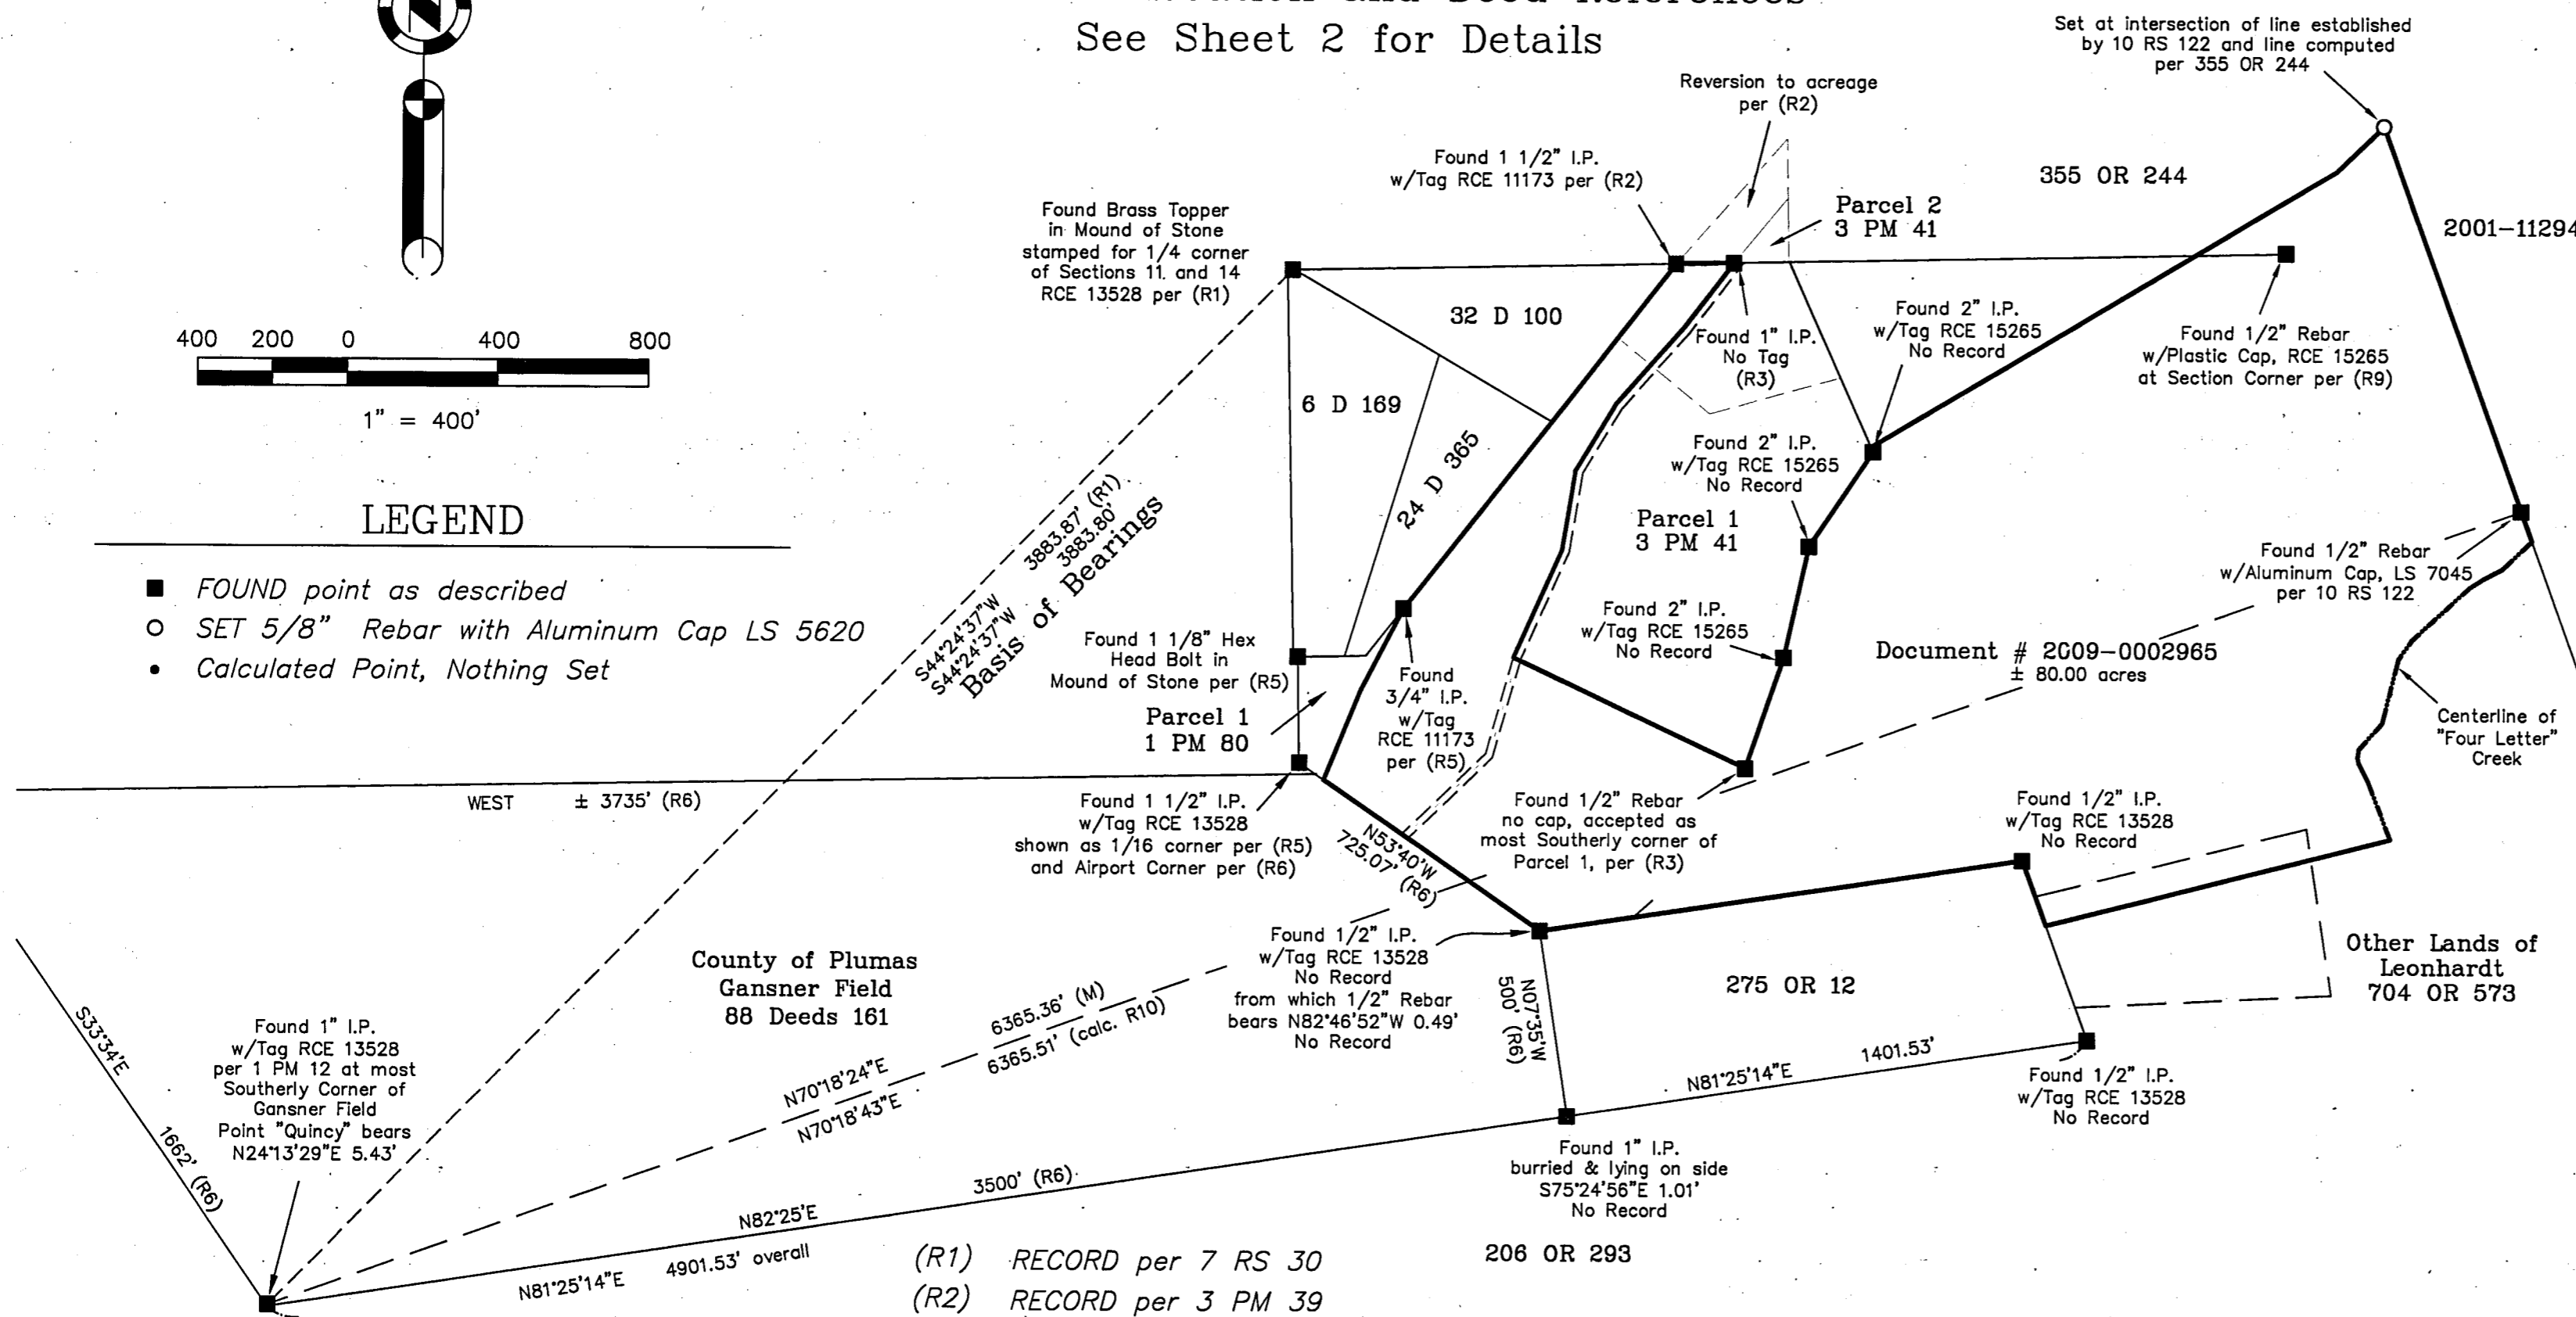 See Sheet 2 for Details
N
400 200 0 400 800
1" = 400'
LEGEND
FOUND point as described
SET 5/8" Rebar with Aluminum Cap LS 5620
Calculated Point, Nothing Set
Set at intersection of line established
by 10 RS 122 and line computed
per 355 OR 244
Reversion to acreage
per (R2)
Found 1 1/2" I.P.
w/Tag RCE 11173 per (R2)
Parcel 2
3 PM 41
355 OR 244
2001-11294
Found Brass Topper
in Mound of Stone
stamped for 1/4 corner
of Sections 11. and 14
RCE 13528 per (R1)
32 D 100
Found 1" I.P.
No Tag
(R3)
Found 2" I.P.
w/Tag RCE 15265
No Record
Found 1/2" Rebar
w/Plastic Cap, RCE 15265
at Section Corner per (R9)
6 D 169
24 D 365
Found 2" I.P.
w/Tag RCE 15265
No Record
Parcel 1
3 PM 41
3883.87' (R1)
3883.80'
S44°24'37"W
S44°24'37"W
Basis of Bearings
Found 1/2" Rebar
w/Aluminum Cap, LS 7045
per 10 RS 122
Found 2" I.P.
w/Tag RCE 15265
No Record
Document # 2009-0002965
± 80.00 acres
Found 1 1/8" Hex
Head Bolt in
Mound of Stone per (R5)
Parcel 1
1 PM 80
Found
3/4" I.P.
w/Tag
RCE 11173
per (R5)
Centerline of
"Four Letter"
Creek
WEST ± 3735' (R6)
Found 1 1/2" I.P.
w/Tag RCE 13528
shown as 1/16 corner per (R5)
and Airport Corner per (R6)
N53°40'W
725.07' (R6)
Found 1/2" Rebar
no cap, accepted as
most Southerly corner of
Parcel 1, per (R3)
Found 1/2" I.P.
w/Tag RCE 13528
No Record
County of Plumas
Gansner Field
88 Deeds 161
Found 1/2" I.P.
w/Tag RCE 13528
No Record
from which 1/2" Rebar
bears N82°46'52"W 0.49'
No Record
N07°35'W
500' (R6)
275 OR 12
Other Lands of
Leonhardt
704 OR 573
S33°34'E
1662' (R6)
Found 1" I.P.
w/Tag RCE 13528
per 1 PM 12 at most
Southerly Corner of
Gansner Field
Point "Quincy" bears
N24°13'29"E 5.43'
6365.36' (M)
6365.51' (calc. R10)
N70°18'24"E
N70°18'43"E
1401.53'
N81°25'14"E
Found 1/2" I.P.
w/Tag RCE 13528
No Record
Found 1" I.P.
burried & lying on side
S75°24'56"E 1.01'
No Record
3500' (R6)
N82°25'E
N81°25'14"E 4901.53' overall
206 OR 293
(R1) RECORD per 7 RS 30
(R2) RECORD per 3 PM 39